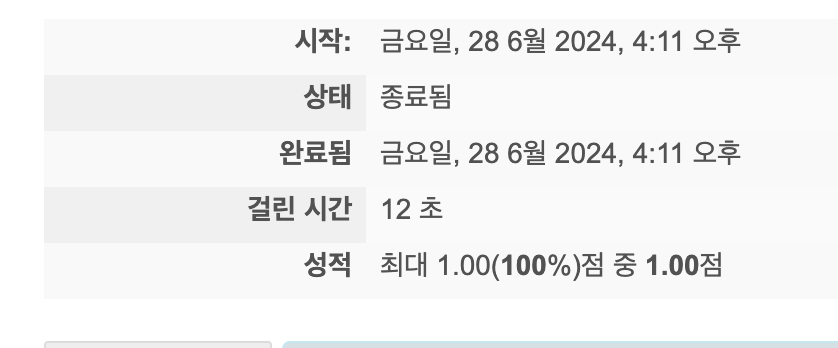 시작: 금요일, 28 6월 2024, 4:11 오후
상태 종료됨
완료됨 금요일, 28 6월 2024, 4:11 오후
걸린 시간 12 초
성적 최대 1.00(100%)점 중 1.00점